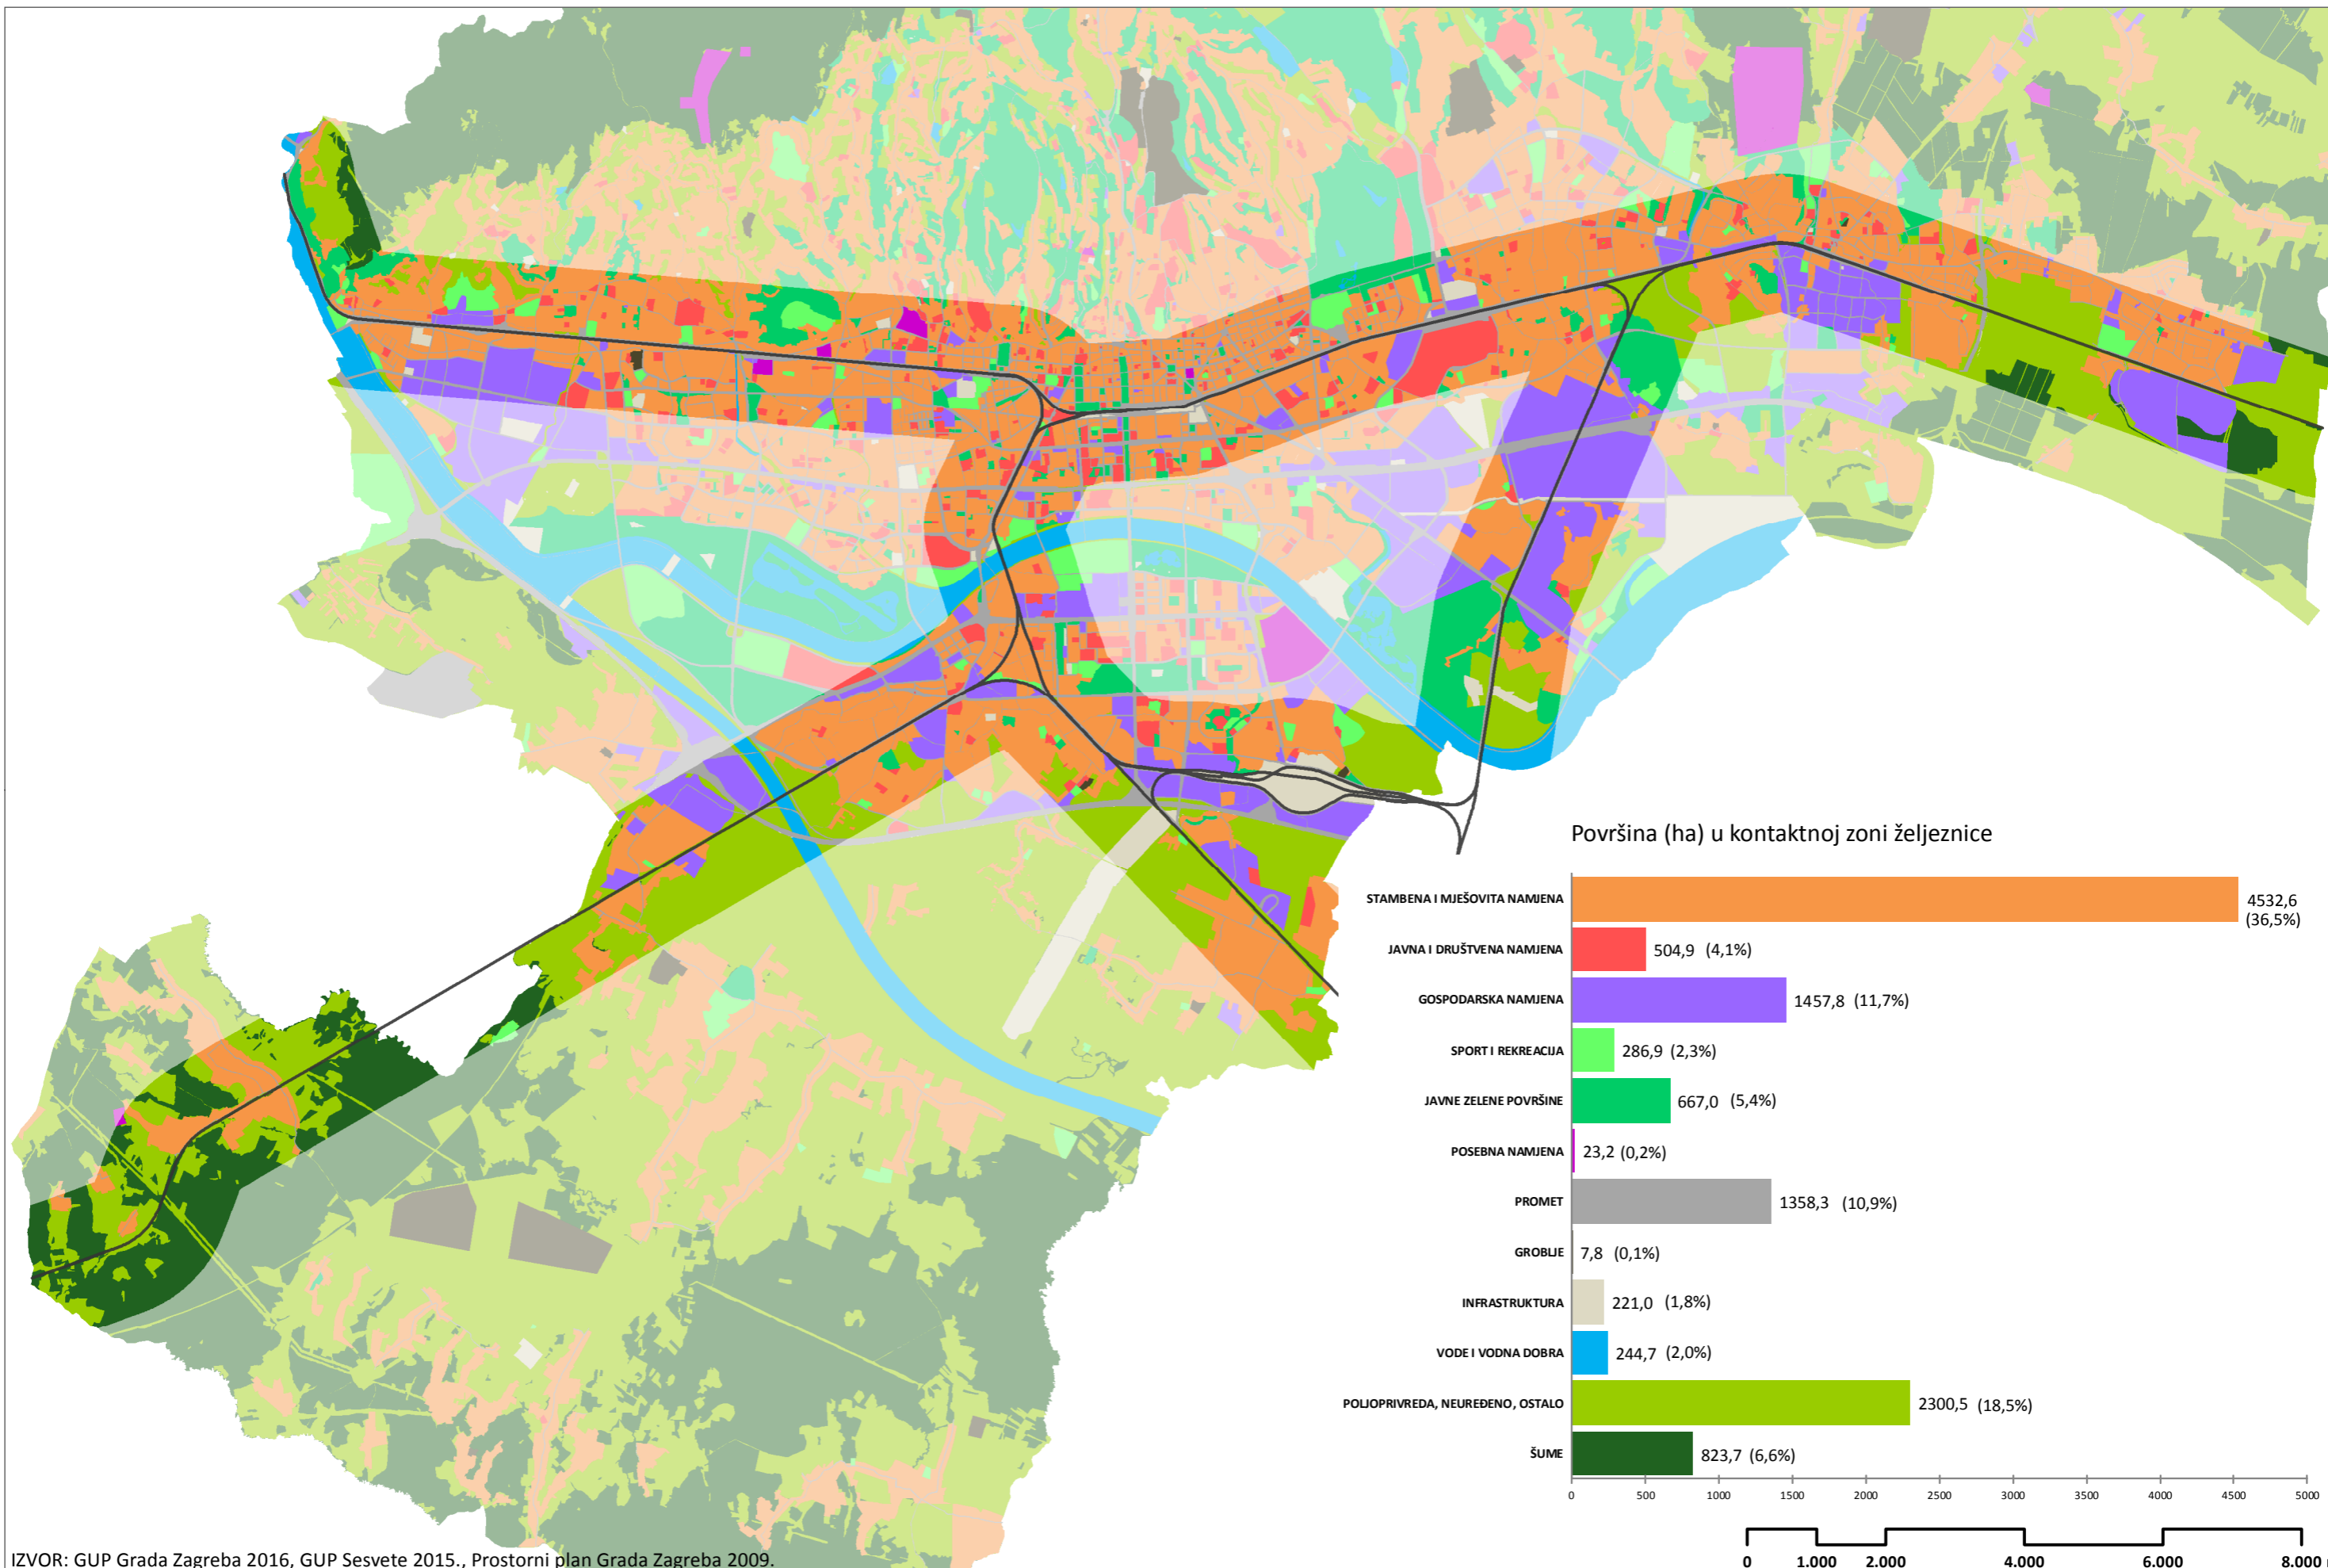 Površina (ha) u kontaktnoj zoni željeznice
STAMBENA I MJEŠOVITA NAMJENA 4532,6 (36,5%)
JAVNA I DRUŠTVENA NAMJENA 504,9 (4,1%)
GOSPODARSKA NAMJENA 1457,8 (11,7%)
SPORT I REKREACIJA 286,9 (2,3%)
JAVNE ZELENE POVRŠINE 667,0 (5,4%)
POSEBNA NAMJENA 23,2 (0,2%)
PROMET 1358,3 (10,9%)
GROBLJE 7,8 (0,1%)
INFRASTRUKTURA 221,0 (1,8%)
VODE I VODNA DOBRA 244,7 (2,0%)
POLJOPRIVREDA, NEUREĐENO, OSTALO 2300,5 (18,5%)
ŠUME 823,7 (6,6%)
0 500 1000 1500 2000 2500 3000 3500 4000 4500 5000
0 1.000 2.000 4.000 6.000 8.000
IZVOR: GUP Grada Zagreba 2016, GUP Sesvete 2015., Prostorni plan Grada Zagreba 2009.